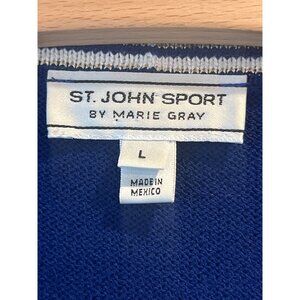 ST. JOHN SPORT
BY MARIE GRAY
L
MADE IN
MEXICO